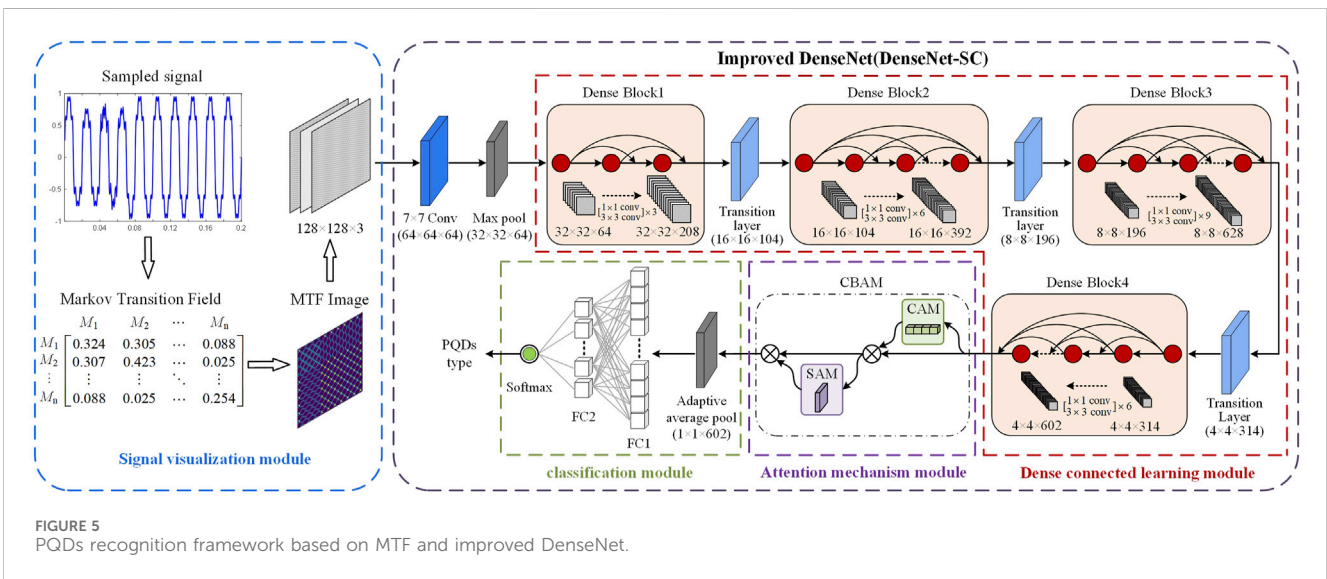 Improved DenseNet(DenseNet-SC)
Sampled signal
1
0.5
0
-0.5
-1
0.04
0.08
0.12
0.16
0.2
128×128×3
Markov Transition Field
M1 M2 ⋯ Mn
M1 0.324 0.305 ⋯ 0.088
M2 0.307 0.423 ⋯ 0.025
⋮ ⋮ ⋮ ⋱ ⋮
Mn 0.088 0.025 ⋯ 0.254
MTF Image
Signal visualization module
7×7 Conv
(64×64×64)
Max pool
(32×32×64)
Dense Block1
[1×1 conv
3×3 conv]×3
32×32×64
32×32×208
Transition
layer
(16×16×104)
Dense Block2
[1×1 conv
3×3 conv]×6
16×16×104
16×16×392
Transition
layer
(8×8×196)
Dense Block3
[1×1 conv
3×3 conv]×9
8×8×196
8×8×628
Transition
Layer
(4×4×314)
Dense Block4
[1×1 conv
3×3 conv]×6
4×4×602
4×4×314
Dense connected learning module
CBAM
CAM
SAM
Attention mechanism module
Adaptive
average pool
(1×1×602)
FC1
FC2
Softmax
PQDs
type
classification module
FIGURE 5
PQDs recognition framework based on MTF and improved DenseNet.